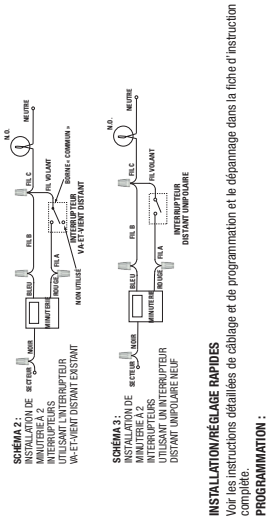 SCHÉMA 2 :
INSTALLATION DE
MINUTERIE À 2
INTERRUPTEURS
UTILISANT L'INTERRUPTEUR
VA-ET-VIENT DISTANT EXISTANT
SECTEUR
NOIR
MINUTERIE
BLEU
ROUGE
FIL A
FIL B
FIL C
FIL VOLANT
BORNE « COMMUN »
INTERRUPTEUR
VA-ET-VIENT DISTANT
NON UTILISÉ
N.O.
NEUTRE
SCHÉMA 3 :
INSTALLATION DE
MINUTERIE À 2
INTERRUPTEURS
UTILISANT UN INTERRUPTEUR
DISTANT UNIPOLAIRE NEUF
SECTEUR
NOIR
MINUTERIE
BLEU
ROUGE
FIL A
FIL B
FIL C
FIL VOLANT
INTERRUPTEUR
DISTANT UNIPOLAIRE
N.O.
NEUTRE
INSTALLATION/RÉGLAGE RAPIDES
Voir les instructions détaillées de câblage et de programmation et le dépannage dans la fiche d'instruction
complète.
PROGRAMMATION :